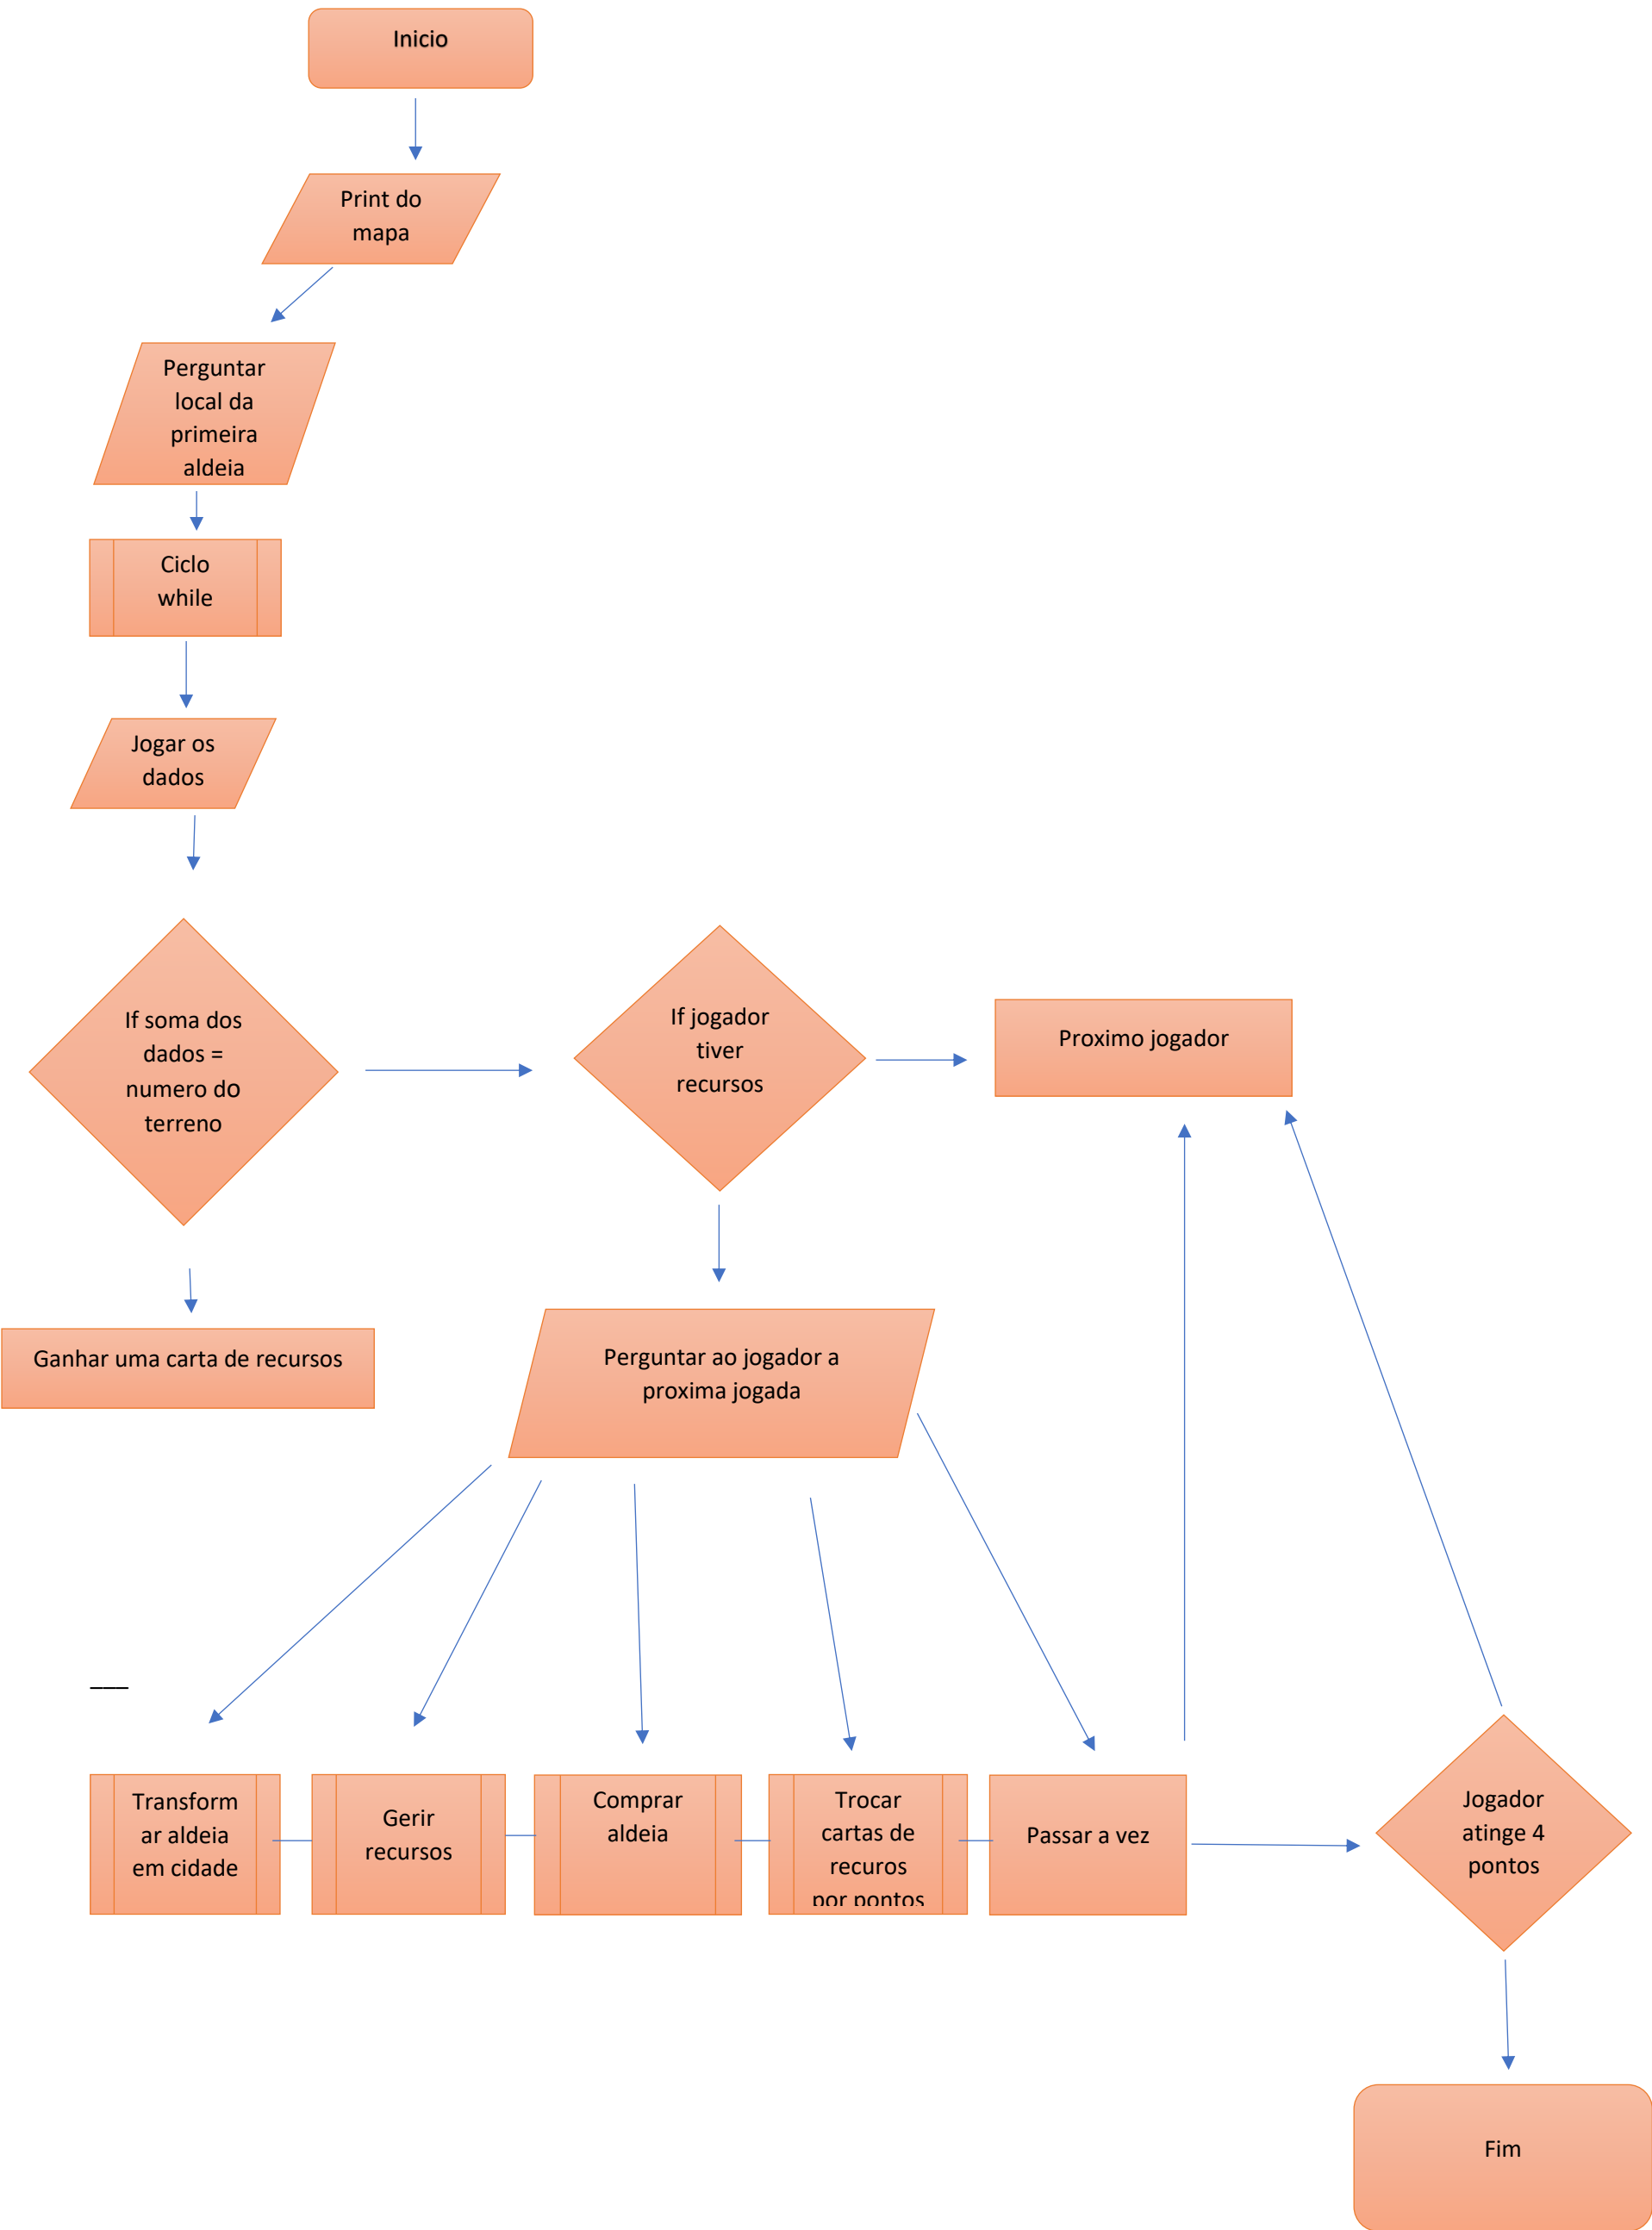 Inicio
Print do
mapa
Perguntar
local da
primeira
aldeia
Ciclo
while
Jogar os
dados
If soma dos
dados =
numero do
terreno
If jogador
tiver
recursos
Proximo jogador
Ganhar uma carta de recursos
Perguntar ao jogador a
proxima jogada
Transform
ar aldeia
em cidade
Gerir
recursos
Comprar
aldeia
Trocar
cartas de
recuros
por pontos
Passar a vez
Jogador
atinge 4
pontos
Fim